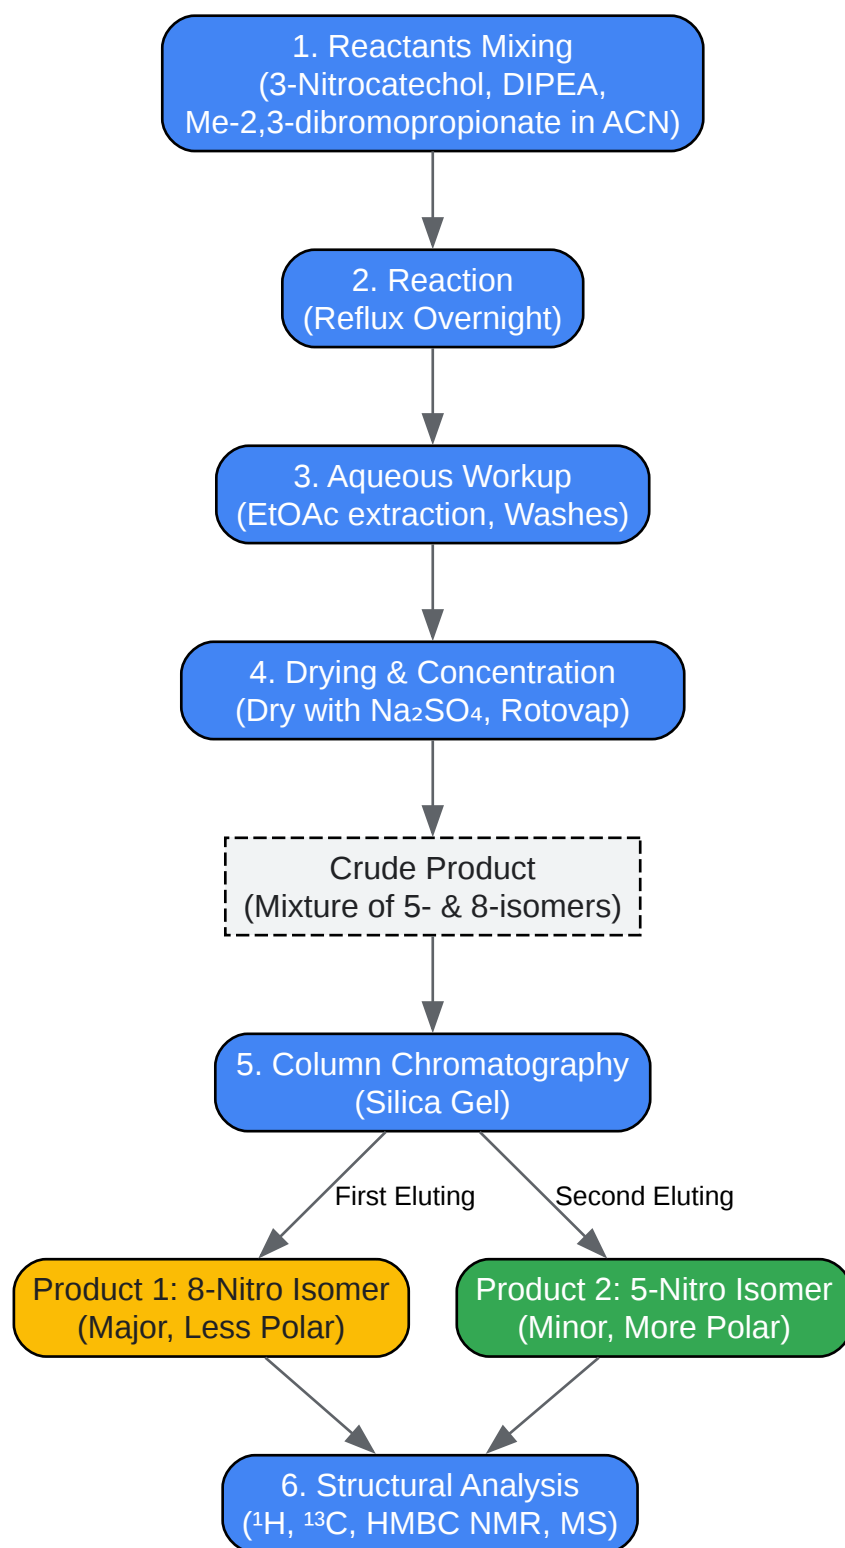 1. Reactants Mixing
(3-Nitrocatechol, DIPEA,
Me-2,3-dibromopropionate in ACN)
2. Reaction
(Reflux Overnight)
3. Aqueous Workup
(EtOAc extraction, Washes)
4. Drying & Concentration
(Dry with Na₂SO₄, Rotovap)
Crude Product
(Mixture of 5- & 8-isomers)
5. Column Chromatography
(Silica Gel)
First Eluting
Second Eluting
Product 1: 8-Nitro Isomer
(Major, Less Polar)
Product 2: 5-Nitro Isomer
(Minor, More Polar)
6. Structural Analysis
(¹H, ¹³C, HMBC NMR, MS)